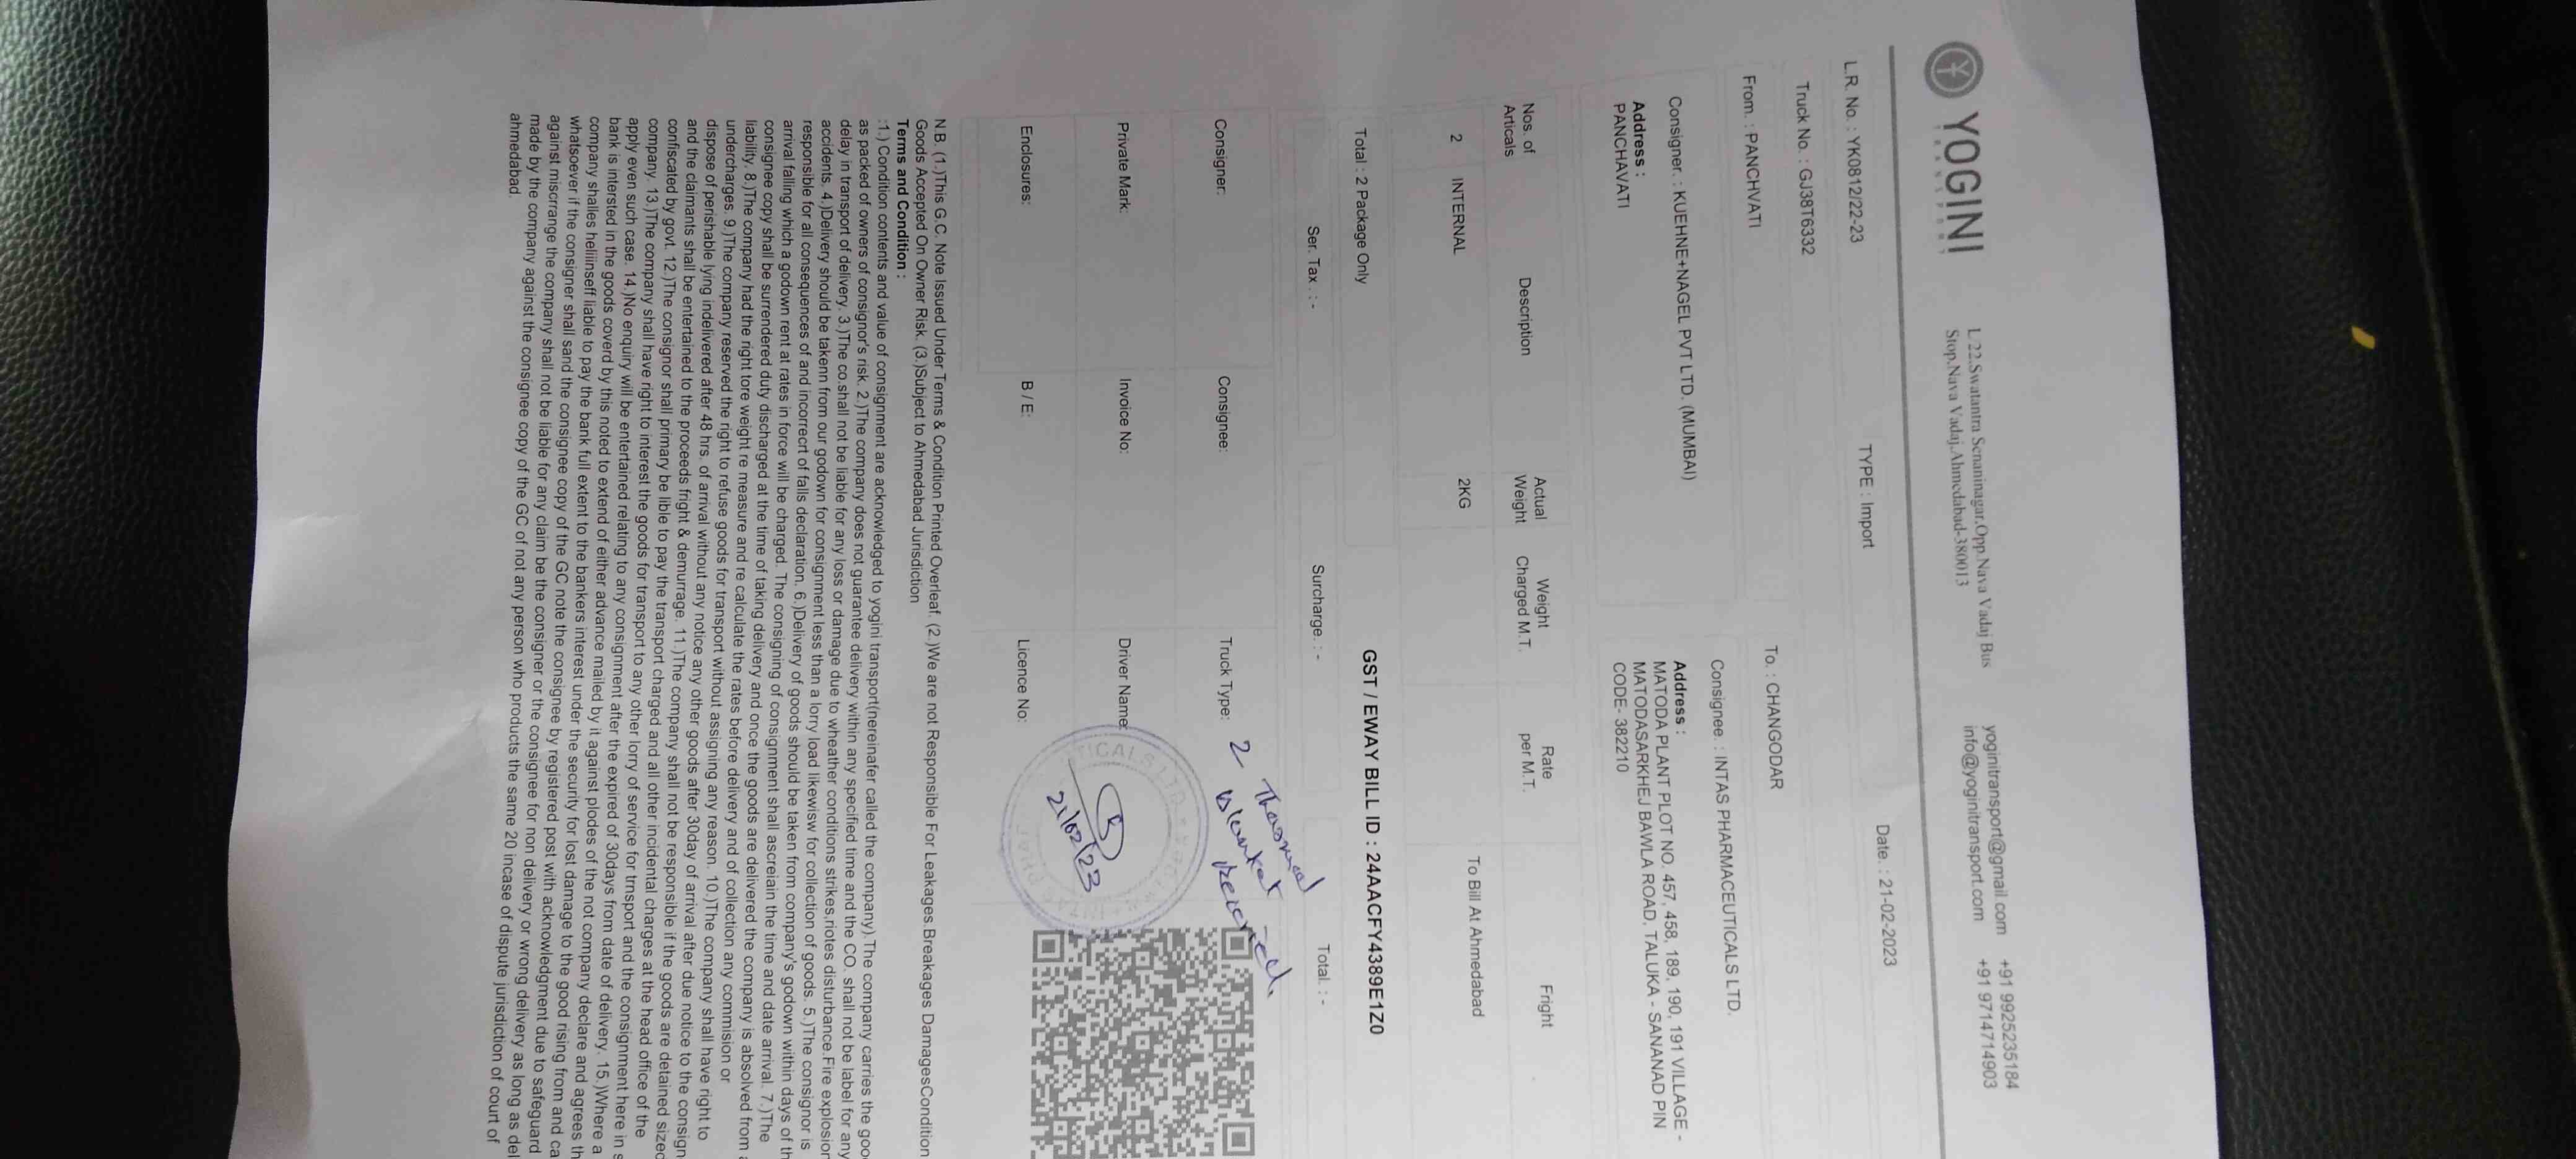 YOGINI
TRANSPORT
L 22,Swatantra Senaninagar,Opp.Nava Vadaj Bus
Stop,Nava Vadaj,Ahmedabad-380013
yoginitransport@gmail.com
info@yoginitransport.com
+91 9925235184
+91 9714714903
L.R. No. : YK0812/22-23
TYPE : Import
Date. : 21-02-2023
Truck No. : GJ38T6332
From. : PANCHVATI
To. : CHANGODAR
Consigner. : KUEHNE+NAGEL PVT LTD. (MUMBAI)
Consignee. : INTAS PHARMACEUTICALS LTD.
Address :
PANCHAVATI
Address :
MATODA PLANT PLOT NO. 457, 458, 189, 190, 191 VILLAGE -
MATODASARKHEJ BAWLA ROAD, TALUKA - SANANAD PIN
CODE- 382210
Nos. of Articals Description Actual Weight Weight Charged M.T. Rate per M.T. Fright
2 INTERNAL 2KG To Bill At Ahmedabad
Total : 2 Package Only
GST / EWAY BILL ID : 24AACFY4389E1Z0
Ser. Tax . : - Surcharge. : - Total. : -
Consigner: Consignee: Truck Type:
2 Thermal
blanket
Received.
Private Mark: Invoice No: Driver Name:
Enclosures: B / E: Licence No:
21/02/23
N.B. (1.)This G.C. Note Issued Under Terms & Condition Printed Overleaf. (2.)We are not Responsible For Leakages.Breakages DamagesCondition
Goods Accepted On Owner Risk. (3.)Subject to Ahmedabad Jurisdiction
Terms and Condition :
:1.) Condition contents and value of consignment are acknowledged to yogini transport(nereinafer called the company).The company carries the goo
as packed of owners of consignor's risk. 2.)The company does not guarantee delivery within any specified time and the CO. shall not be label for any
delay in transport of delivery. 3.)The co.shall not be liable for any loss or damage due to wheather conditions strikes,riotes disturbance.Fire explosion
accidents. 4.)Delivery should be takenn from our godown for consignment less than a lorry load likewisw for collection of goods. 5.)The consignor is
responsible for all consequences of and incorrecrt of falls declaration. 6.)Delivery of goods should be taken from company's godown within days of th
arrival falling which a godown rent at rates in force will be charged. The consigning of consignment shall ascreiain the time and date arrival. 7.)The
consignee copy shall be surrendered duty discharged at the time of taking delivery and once the goods are delivered the company is absolved from a
liability. 8.)The company had the right tore weight re measure and re calculate the rates before delivery and of collection any commision or
undercharges. 9.)The company reserved the right to refuse goods for transport without assigning any reason. 10.)The company shall have right to
dispose of perishable lying indelivered after 48 hrs. of arrival without any notice any other goods after 30day of arrival after due notice to the consign
and the claimants shall be entertained to the proceeds fright & demurrage. 11.)The company shall not be responsible if the goods are detained sized
confiscated by govt. 12.)The consignor shall primary be lible to pay the transport charged and all other incidental charges at the head office of the
company. 13.)The company shall have right to interest the goods for transport to any other lorry of service for trnsport and the consignment here in s
apply even such case. 14.)No enquiry will be entertained relating to any consignment after the expired of 30days from date of delivery. 15.)Where a
bank is intersted in the goods coverd by this noted to extend of either advance mailed by it against plodes of the not company declare and agrees th
company shalles heliiinseff liable to pay the bank full extent to the bankers interest under the security for lost damage to the good rising from and ca
whatsoever if the consigner shall sand the consignee copy of the GC note the consignee by registered post with acknowledgment due to safeguard
against misorrange the company shall not be liable for any claim be the consigner or the consignee for non delivery or wrong delivery as long as del
made by the company against the consignee copy of the GC of not any person who products the same 20 incase of dispute jurisdiction of court of
ahmedabad.